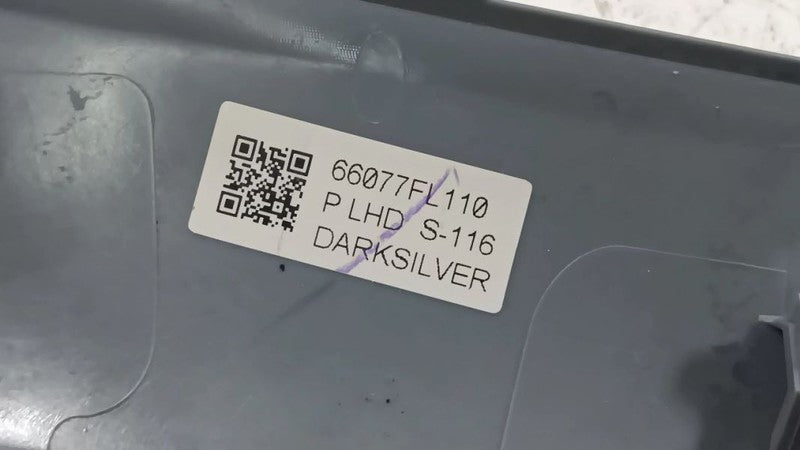 66077FL110
P LHD S-116
DARKSILVER